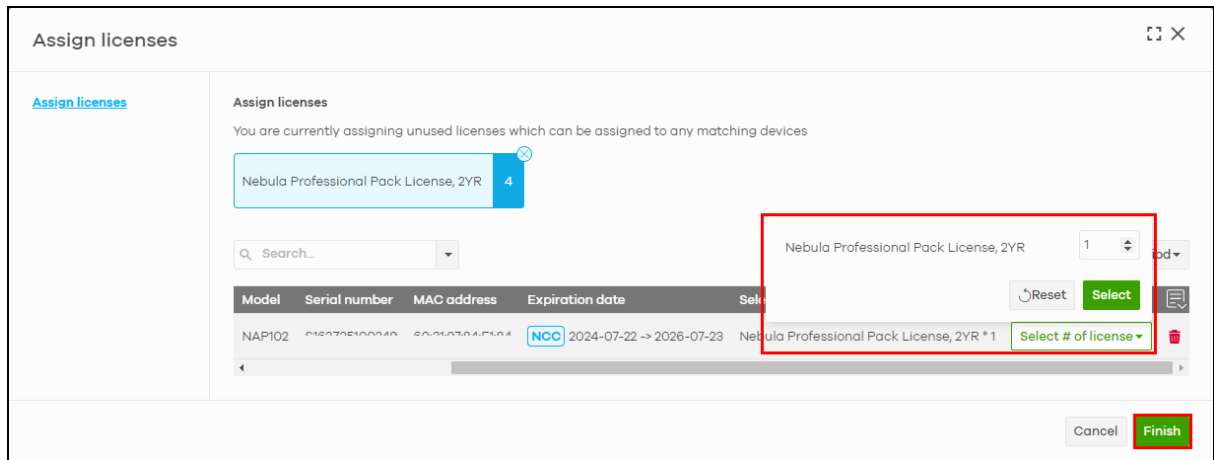 Assign licenses
Assign licenses
Assign licenses
You are currently assigning unused licenses which can be assigned to any matching devices
Nebula Professional Pack License, 2YR 4
Search...
Nebula Professional Pack License, 2YR 1
Reset Select
Model Serial number MAC address Expiration date
NAP102 NCC 2024-07-22 -> 2026-07-23 Nebula Professional Pack License, 2YR * 1 Select # of license
Cancel Finish